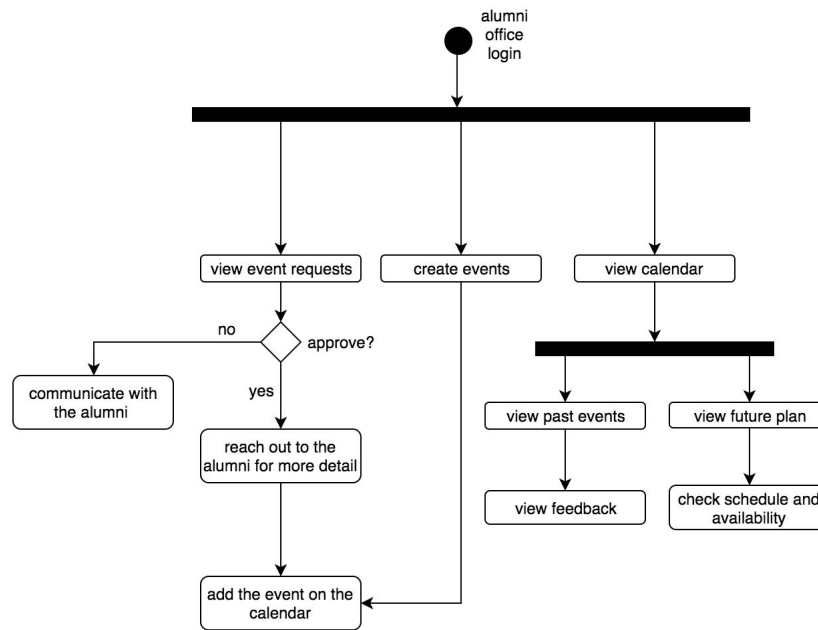 alumni
office
login
view event requests
create events
view calendar
no
approve?
yes
communicate with
the alumni
view past events
view future plan
reach out to the
alumni for more detail
view feedback
check schedule and
availability
add the event on the
calendar